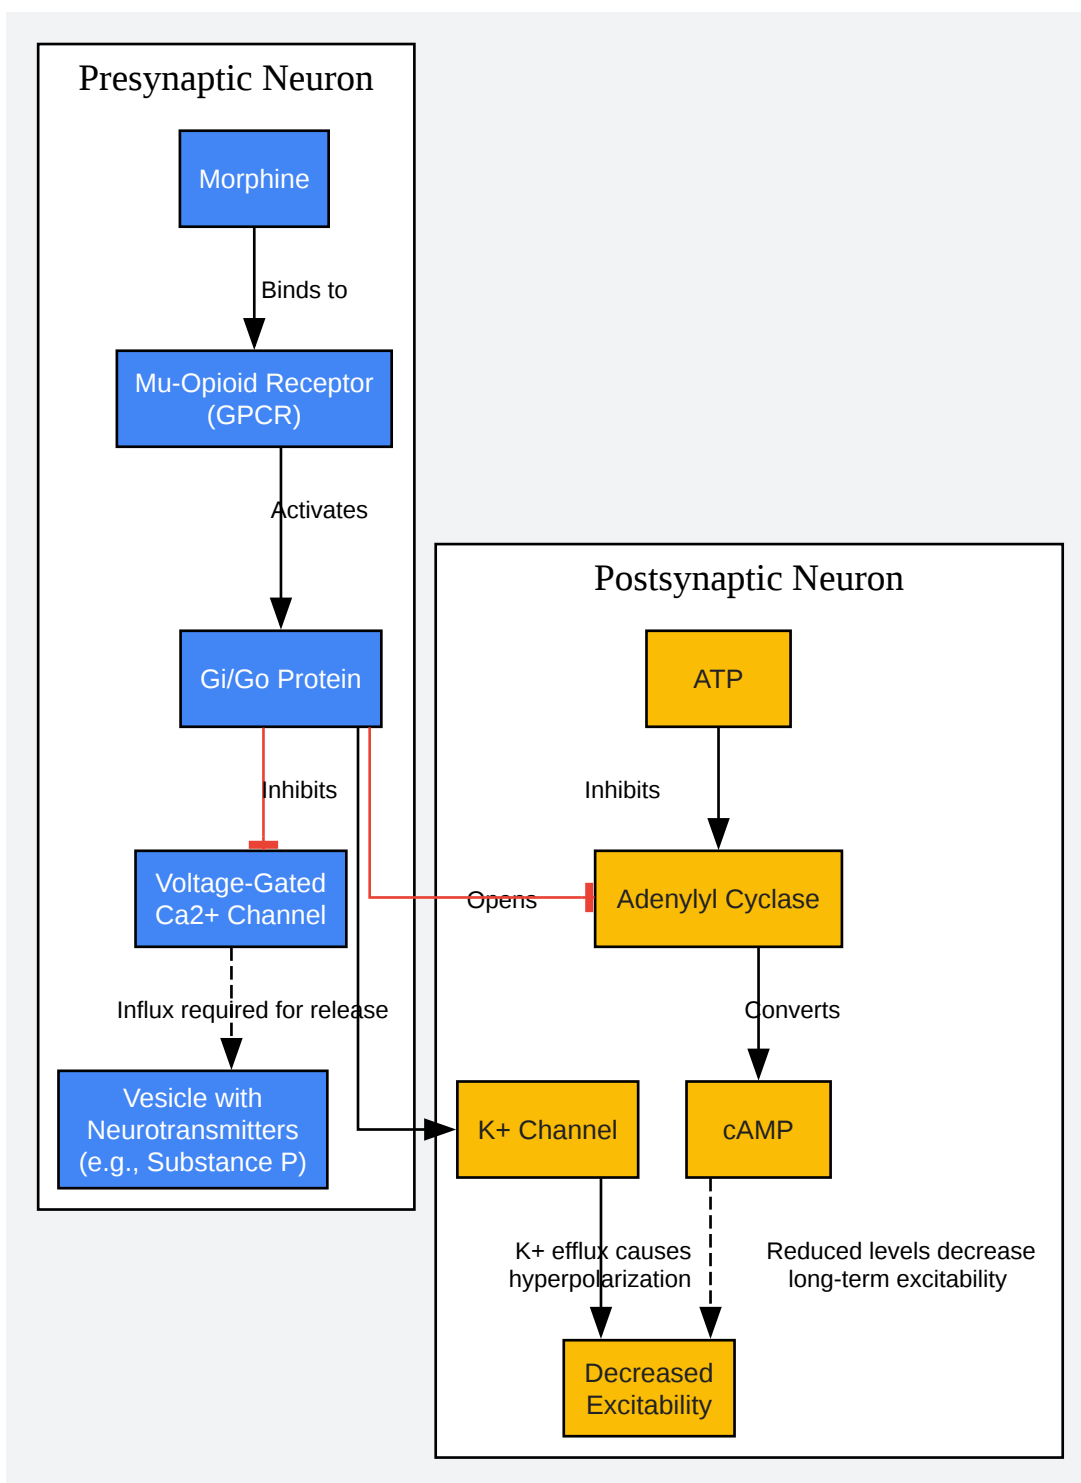 Presynaptic Neuron
Morphine
Binds to
Mu-Opioid Receptor
(GPCR)
Activates
Gi/Go Protein
Inhibits
Voltage-Gated
Ca2+ Channel
Influx required for release
Vesicle with
Neurotransmitters
(e.g., Substance P)
Postsynaptic Neuron
ATP
Inhibits
Opens
Adenylyl Cyclase
Converts
K+ Channel
cAMP
K+ efflux causes
hyperpolarization
Reduced levels decrease
long-term excitability
Decreased
Excitability